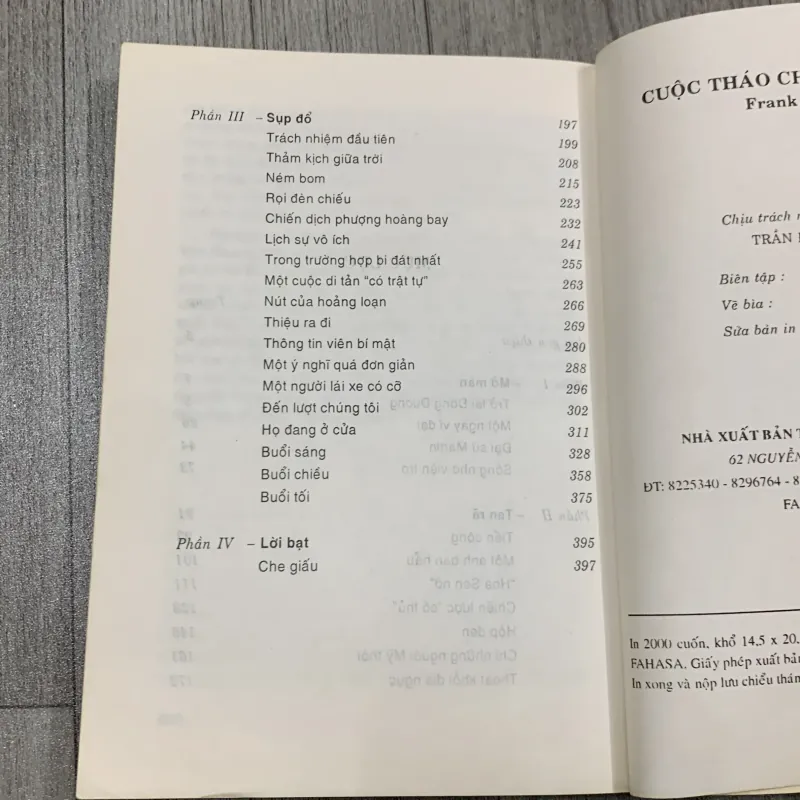 Phần III – Sụp đổ 197
Trách nhiệm đầu tiên 199
Thảm kịch giữa trời 208
Ném bom 215
Rọi đèn chiếu 223
Chiến dịch phượng hoàng bay 232
Lịch sự vô ích 241
Trong trường hợp bi đát nhất 255
Một cuộc di tản "có trật tự" 263
Nút của hoảng loạn 266
Thiệu ra đi 269
Thông tin viên bí mật 280
Một ý nghĩ quá đơn giản 288
Một người lái xe có cỡ 296
Đến lượt chúng tôi 302
Họ đang ở cửa 311
Buổi sáng 328
Buổi chiều 358
Buổi tối 375
Phần IV – Lời bạt 395
Che giấu 397
CUỘC THÁO CH
Frank
Chịu trách
TRẦN
Biên tập :
Vẽ bìa :
Sửa bản in
NHÀ XUẤT BẢN T
62 NGUYỄN
ĐT: 8225340 - 8296764 - 8
FA
In 2000 cuốn, khổ 14,5 x 20,
FAHASA. Giấy phép xuất bản
In xong và nộp lưu chiểu thán